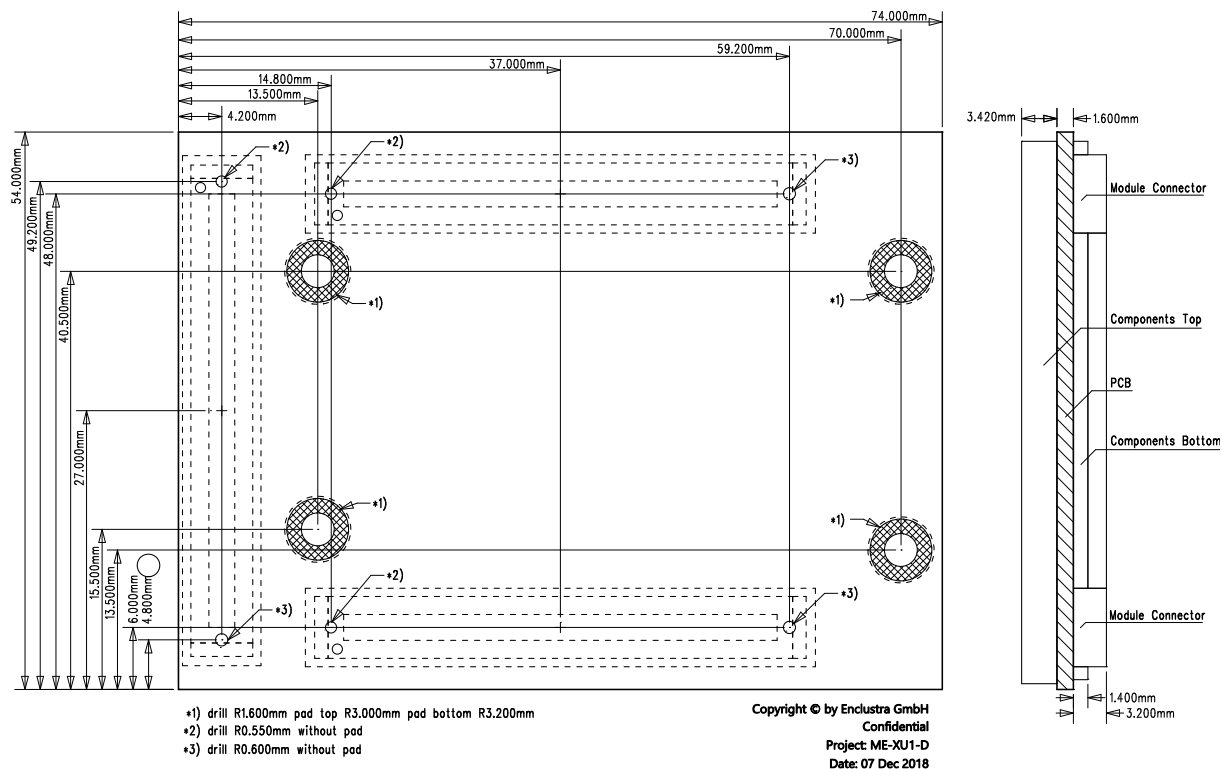 74.000mm
70.000mm
59.200mm
37.000mm
14.800mm
13.500mm
4.200mm
3.420mm
1.600mm
54.000mm
49.200mm
48.000mm
40.500mm
27.000mm
15.500mm
13.500mm
6.000mm
4.800mm
*2)
*2)
*3)
*1)
*1)
*1)
*1)
*2)
*3)
*3)
Module Connector
Components Top
PCB
Components Bottom
Module Connector
1.400mm
3.200mm
*1) drill R1.600mm pad top R3.000mm pad bottom R3.200mm
*2) drill R0.550mm without pad
*3) drill R0.600mm without pad
Copyright © by Enclustra GmbH
Confidential
Project: ME-XU1-D
Date: 07 Dec 2018